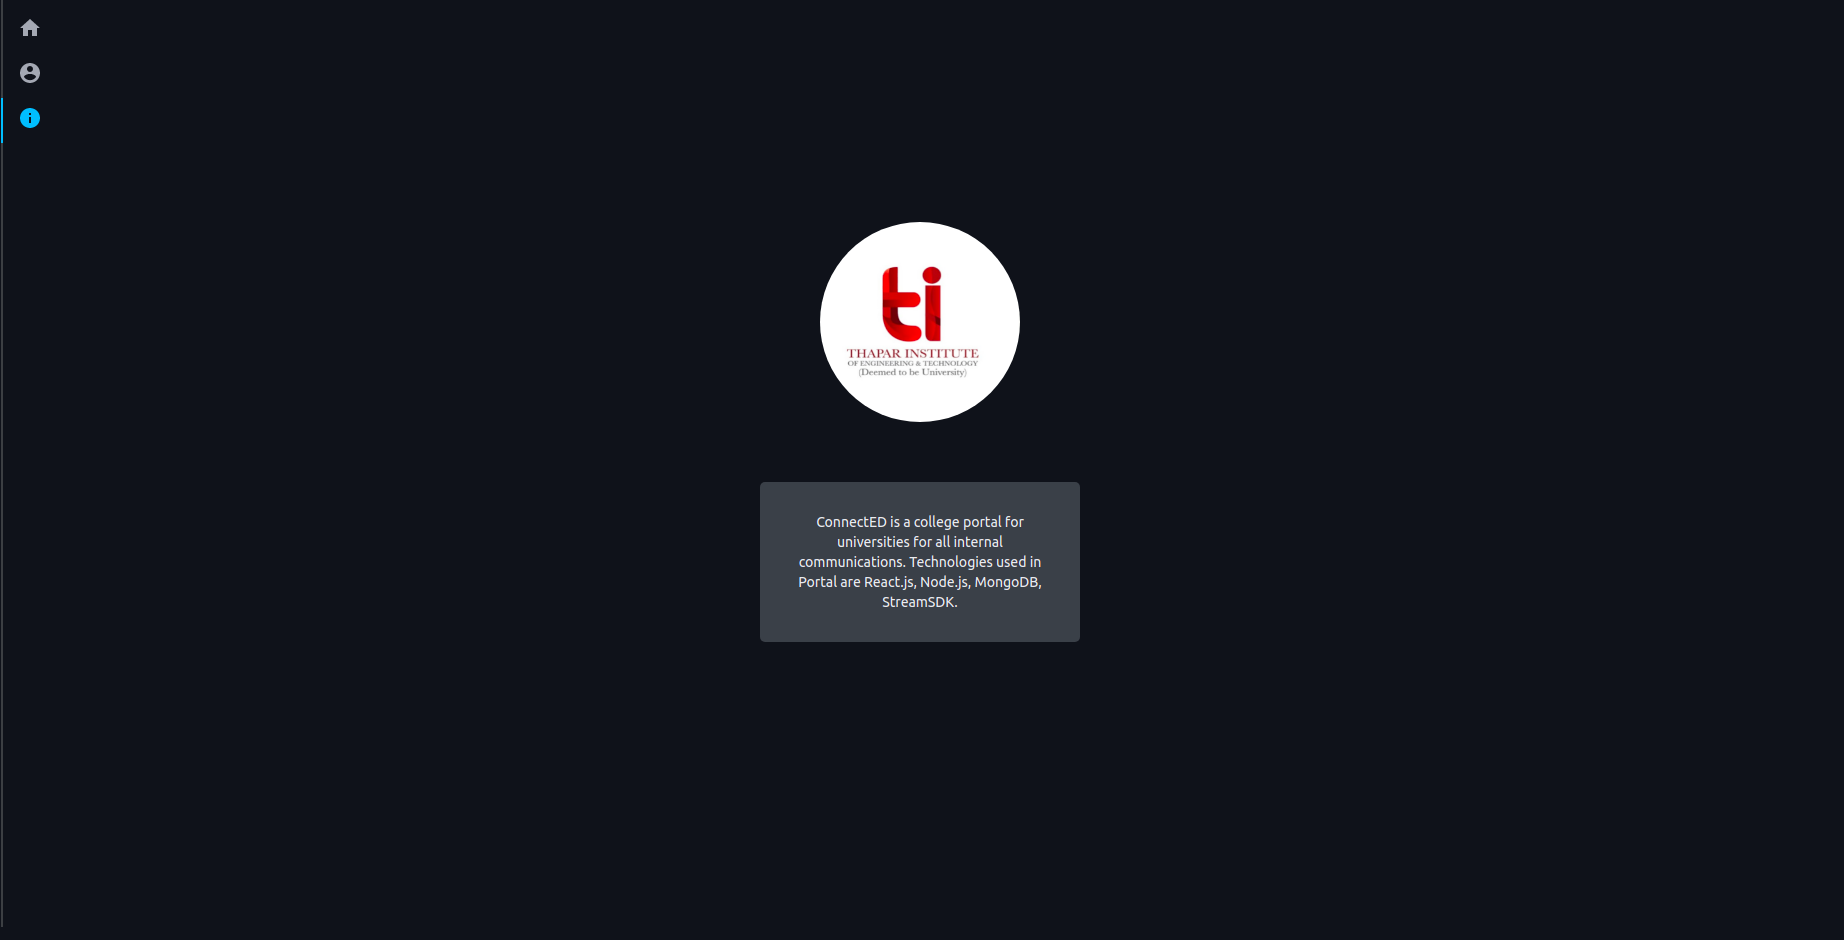 ti
THAPAR INSTITUTE
OF ENGINEERING & TECHNOLOGY
(Deemed to be University)
ConnectED is a college portal for
universities for all internal
communications. Technologies used in
Portal are React.js, Node.js, MongoDB,
StreamSDK.